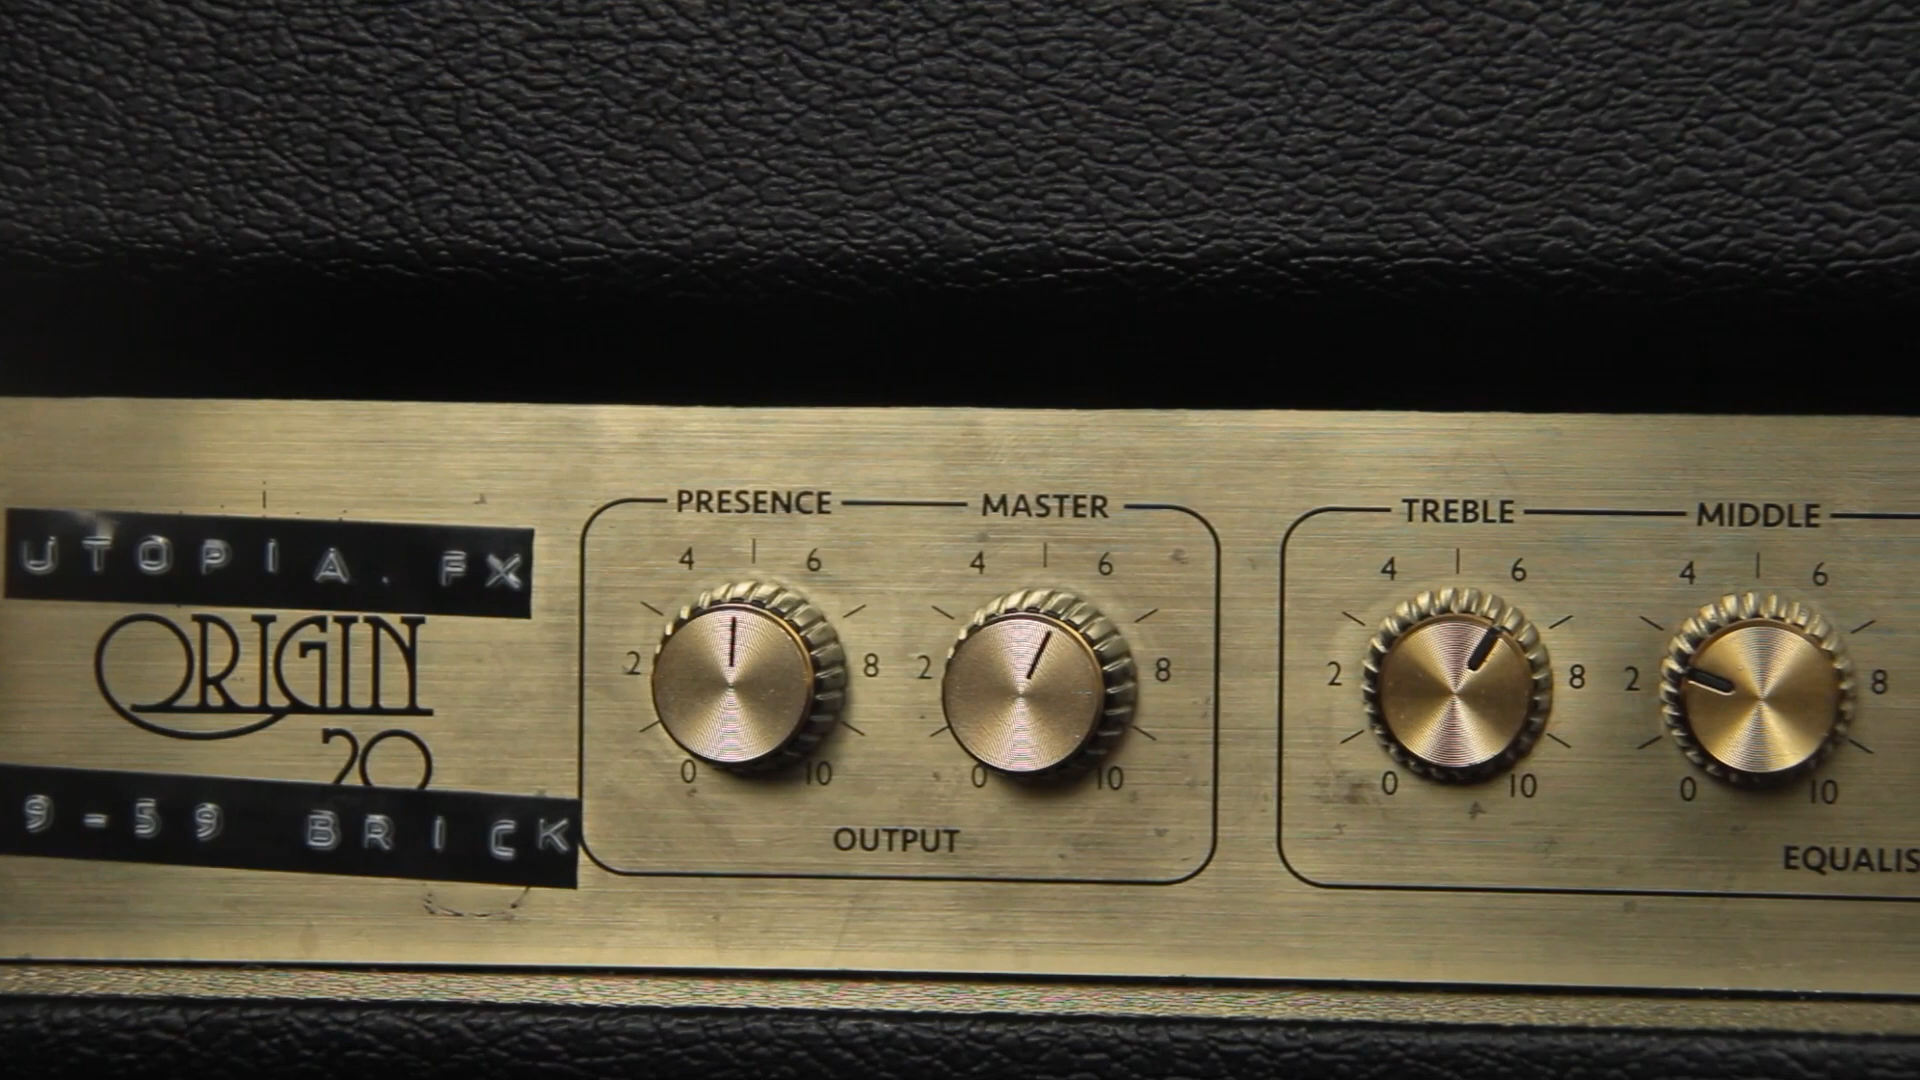 UTOPIA.FX
ORIGIN
20
9-59 BRICK
PRESENCE
4 6
2 8
0 10
MASTER
4 6
2 8
0 10
OUTPUT
TREBLE
4 6
2 8
0 10
MIDDLE
4 6
2 8
0 10
EQUALIS